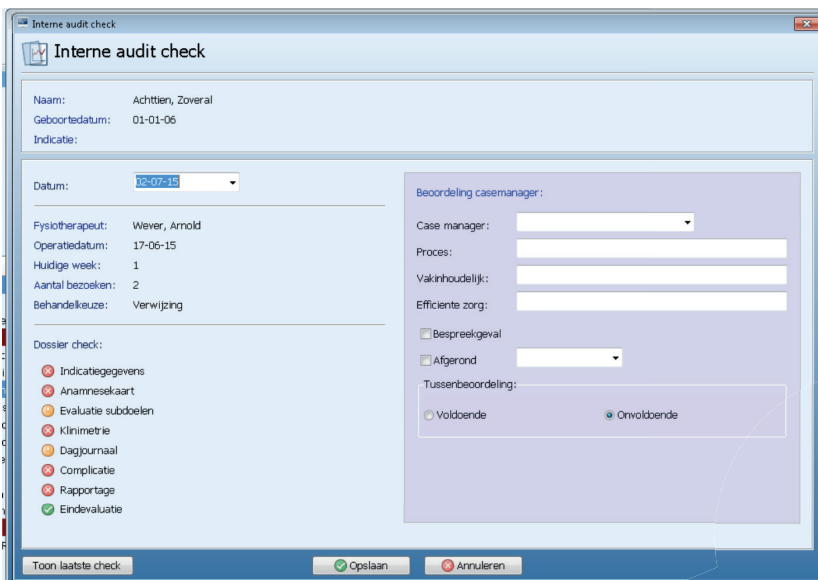 Interne audit check
Interne audit check
Naam: Achttien, Zoveral
Geboortedatum: 01-01-06
Indicatie:
Datum: 02-07-15
Fysiotherapeut: Wever, Arnold
Operatiedatum: 17-06-15
Huidige week: 1
Aantal bezoeken: 2
Behandelkeuze: Verwijzing
Dossier check:
Indicatiegegevens
Anamnesekaart
Evaluatie subdoelen
Klinimetrie
Dagjournaal
Complicatie
Rapportage
Eindevaluatie
Beoordeling casemanager:
Case manager:
Proces:
Vakinhoudelijk:
Efficiente zorg:
Bespreekgeval
Afgerond
Tussenbeoordeling:
Voldoende Onvoldoende
Toon laatste check Opslaan Annuleren